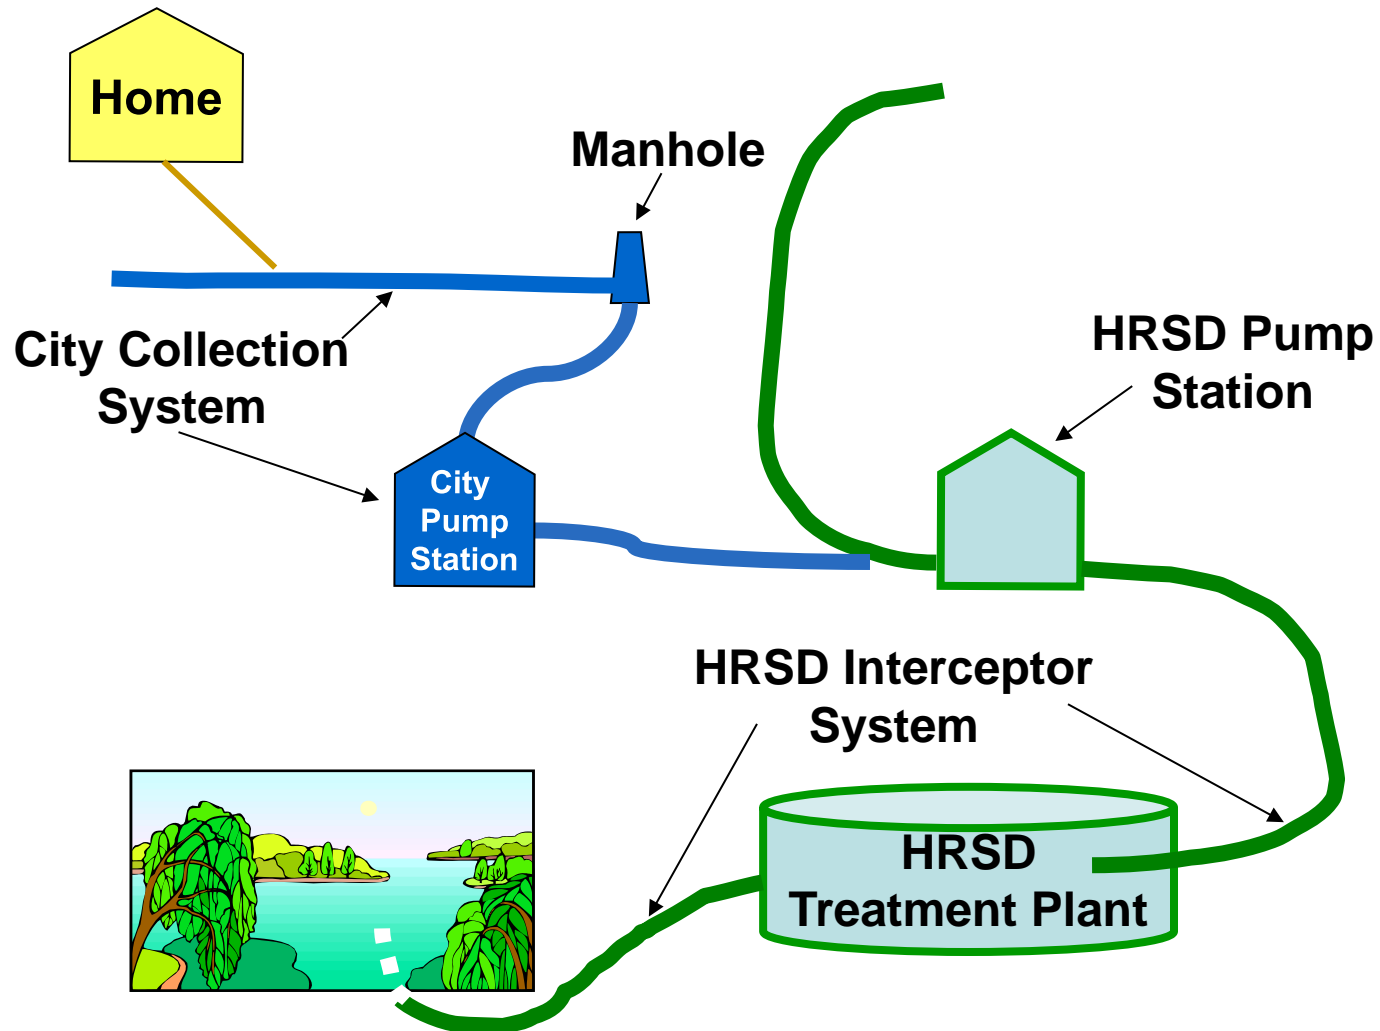 Home
Manhole
City Collection
System
HRSD Pump
Station
City
Pump
Station
HRSD Interceptor
System
HRSD
Treatment Plant